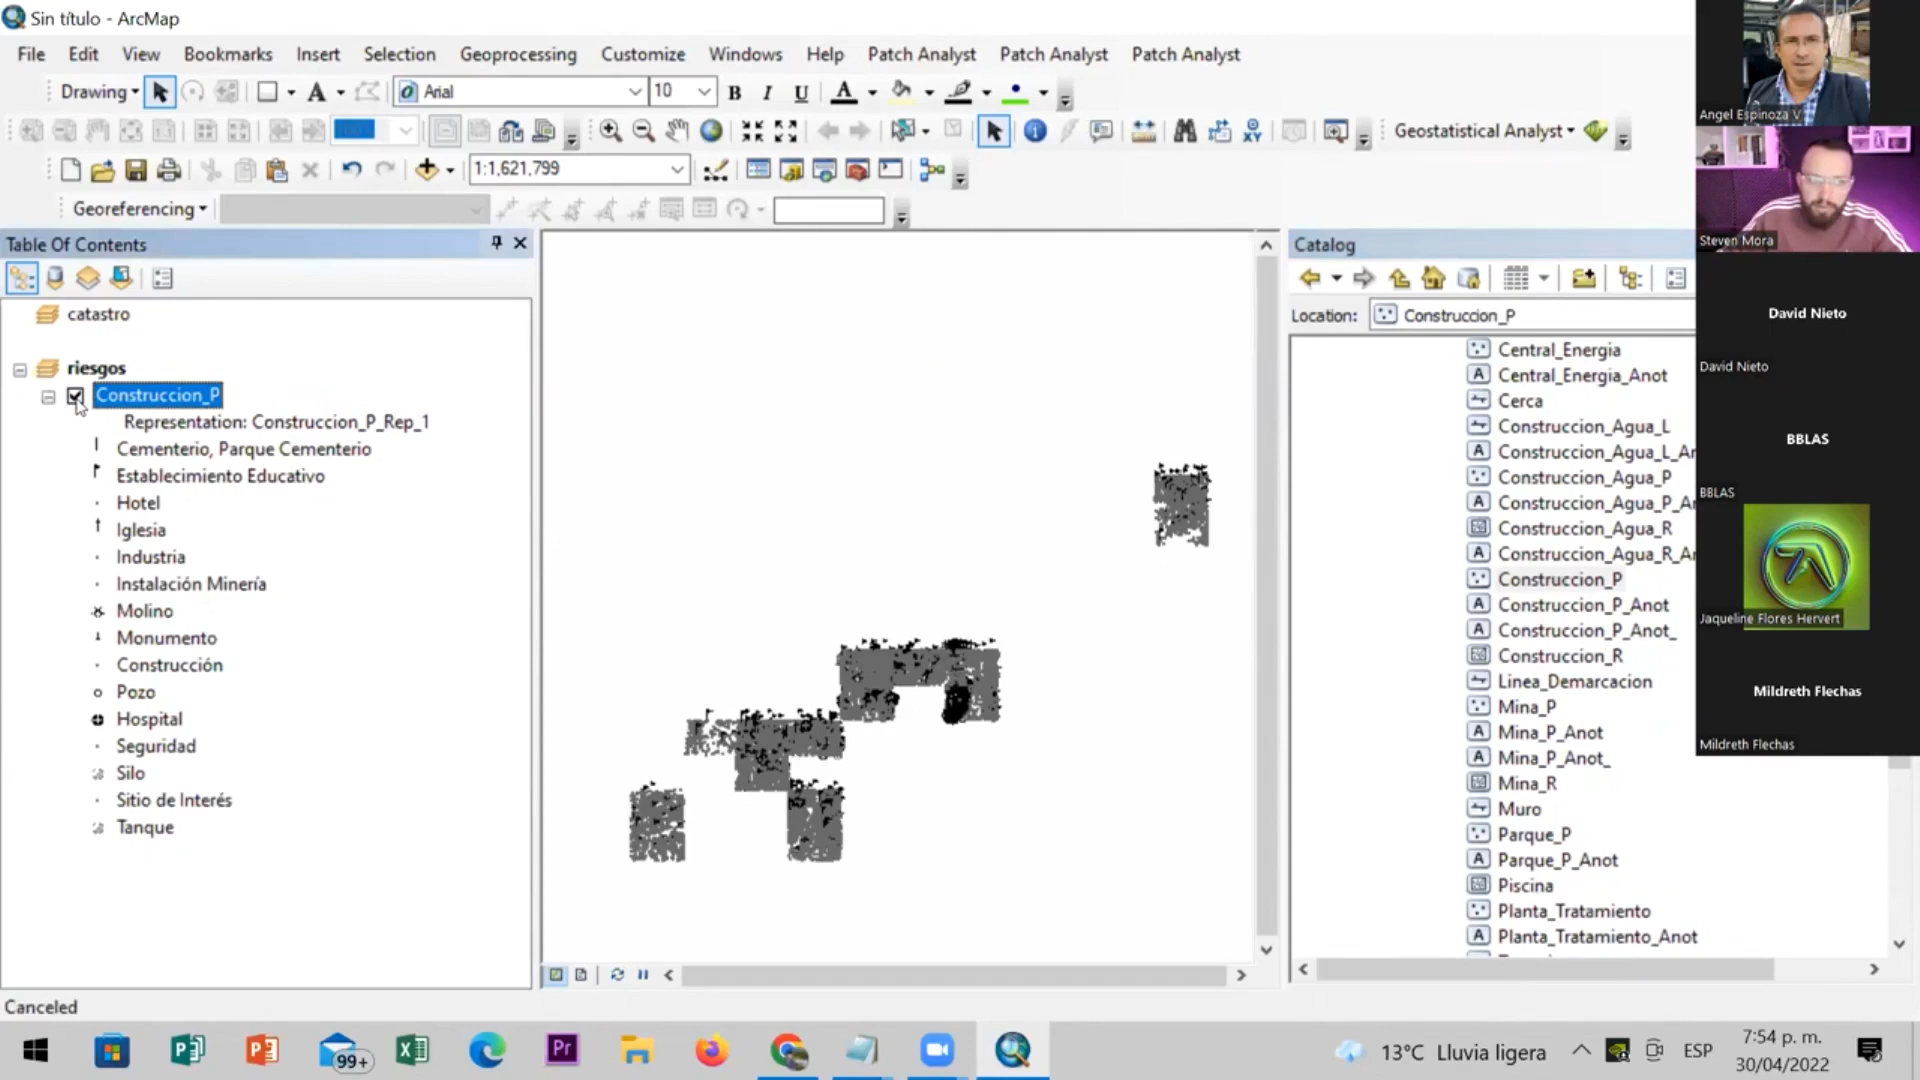 Sin título - ArcMap
File Edit View Bookmarks Insert Selection Geoprocessing Customize Windows Help Patch Analyst Patch Analyst Patch Analyst
Drawing Arial 10 B I U A
Geostatistical Analyst
1:1,621,799
Georeferencing
Table Of Contents
catastro
riesgos
Construccion_P
Representation: Construccion_P_Rep_1
Cementerio, Parque Cementerio
Establecimiento Educativo
Hotel
Iglesia
Industria
Instalación Minería
Molino
Monumento
Construcción
Pozo
Hospital
Seguridad
Silo
Sitio de Interés
Tanque
Catalog
Location: Construccion_P
Central_Energia
Central_Energia_Anot
Cerca
Construccion_Agua_L
Construccion_Agua_L_Ar
Construccion_Agua_P
Construccion_Agua_P_Ar
Construccion_Agua_R
Construccion_Agua_R_Ar
Construccion_P
Construccion_P_Anot
Construccion_P_Anot_
Construccion_R
Linea_Demarcacion
Mina_P
Mina_P_Anot
Mina_P_Anot_
Mina_R
Muro
Parque_P
Parque_P_Anot
Piscina
Planta_Tratamiento
Planta_Tratamiento_Anot
Angel Espinoza V
Steven Mora
David Nieto
David Nieto
BBLAS
BBLAS
Jaqueline Flores Hervert
Mildreth Flechas
Mildreth Flechas
Canceled
99+
Pr
13°C Lluvia ligera
ESP
7:54 p. m.
30/04/2022